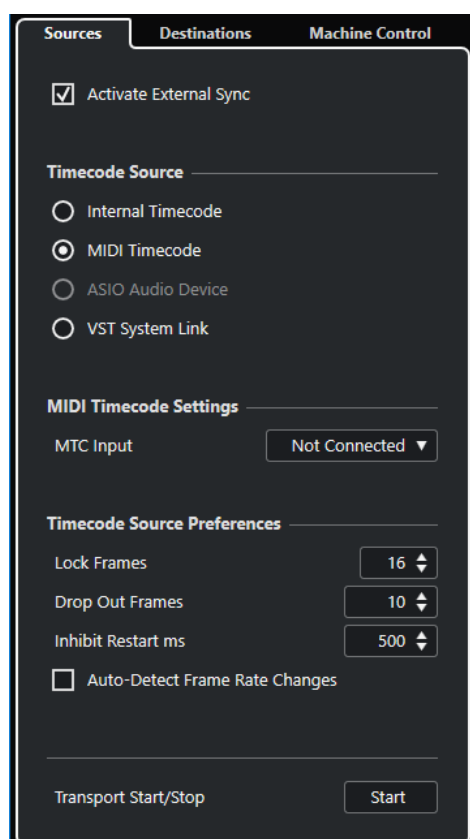 Sources Destinations Machine Control
Activate External Sync
Timecode Source
Internal Timecode
MIDI Timecode
ASIO Audio Device
VST System Link
MIDI Timecode Settings
MTC Input Not Connected
Timecode Source Preferences
Lock Frames 16
Drop Out Frames 10
Inhibit Restart ms 500
Auto-Detect Frame Rate Changes
Transport Start/Stop Start